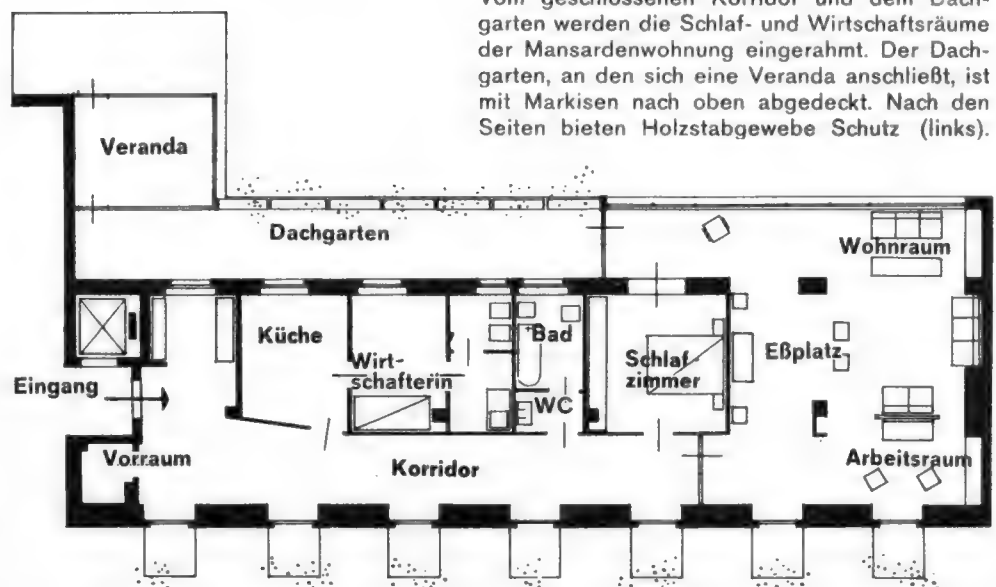 Vom geschlossenen Korridor und dem Dach-
garten werden die Schlaf- und Wirtschaftsräume
der Mansardenwohnung eingerahmt. Der Dach-
garten, an den sich eine Veranda anschließt, ist
mit Markisen nach oben abgedeckt. Nach den
Seiten bieten Holzstabgewebe Schutz (links).
Veranda
Dachgarten
Wohnraum
Küche
Wirt-
schafterin
Bad
WC
Schlaf-
zimmer
Eßplatz
Eingang
Vorraum
Korridor
Arbeitsraum